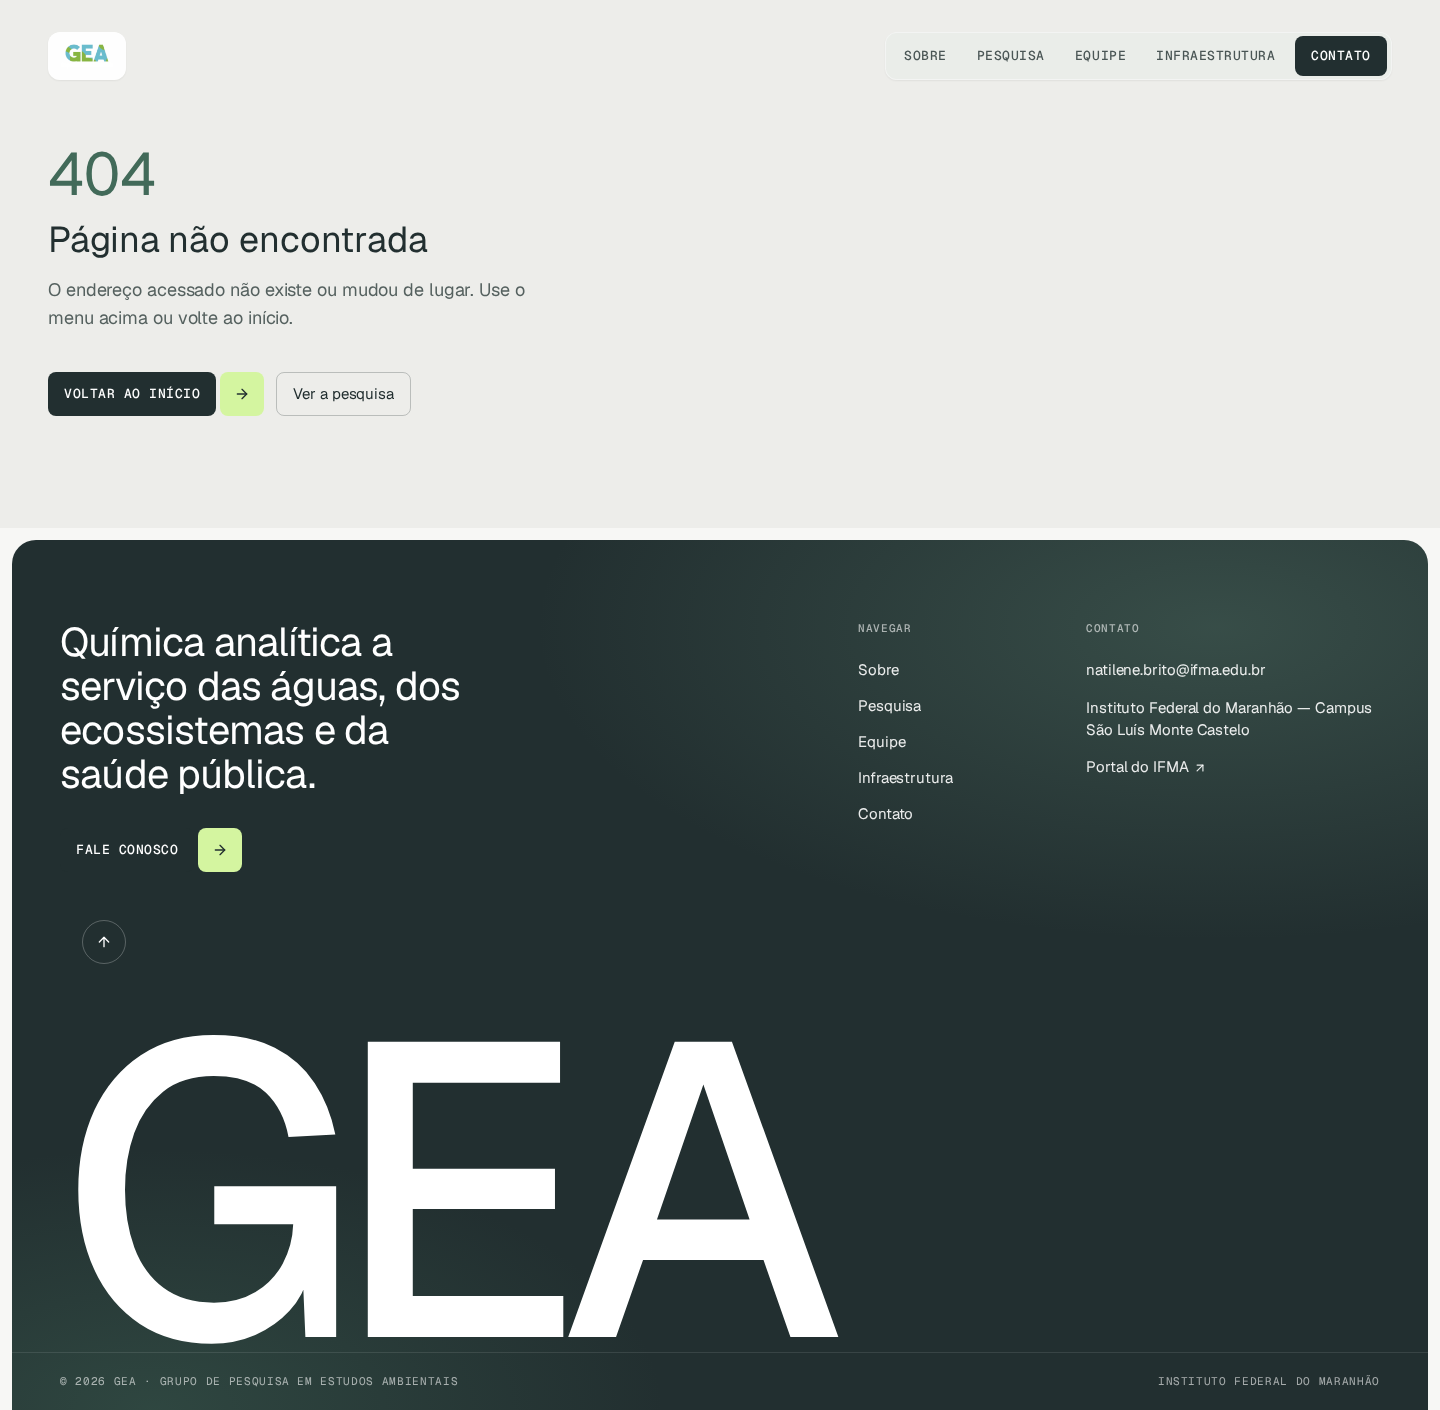 GEA
SOBRE PESQUISA EQUIPE INFRAESTRUTURA CONTATO
404
Página não encontrada
O endereço acessado não existe ou mudou de lugar. Use o
menu acima ou volte ao início.
VOLTAR AO INÍCIO → Ver a pesquisa
Química analítica a
serviço das águas, dos
ecossistemas e da
saúde pública.
FALE CONOSCO →
↑
NAVEGAR
Sobre
Pesquisa
Equipe
Infraestrutura
Contato
CONTATO
natilene.brito@ifma.edu.br
Instituto Federal do Maranhão — Campus
São Luís Monte Castelo
Portal do IFMA ↗
GEA
© 2026 GEA · GRUPO DE PESQUISA EM ESTUDOS AMBIENTAIS
INSTITUTO FEDERAL DO MARANHÃO